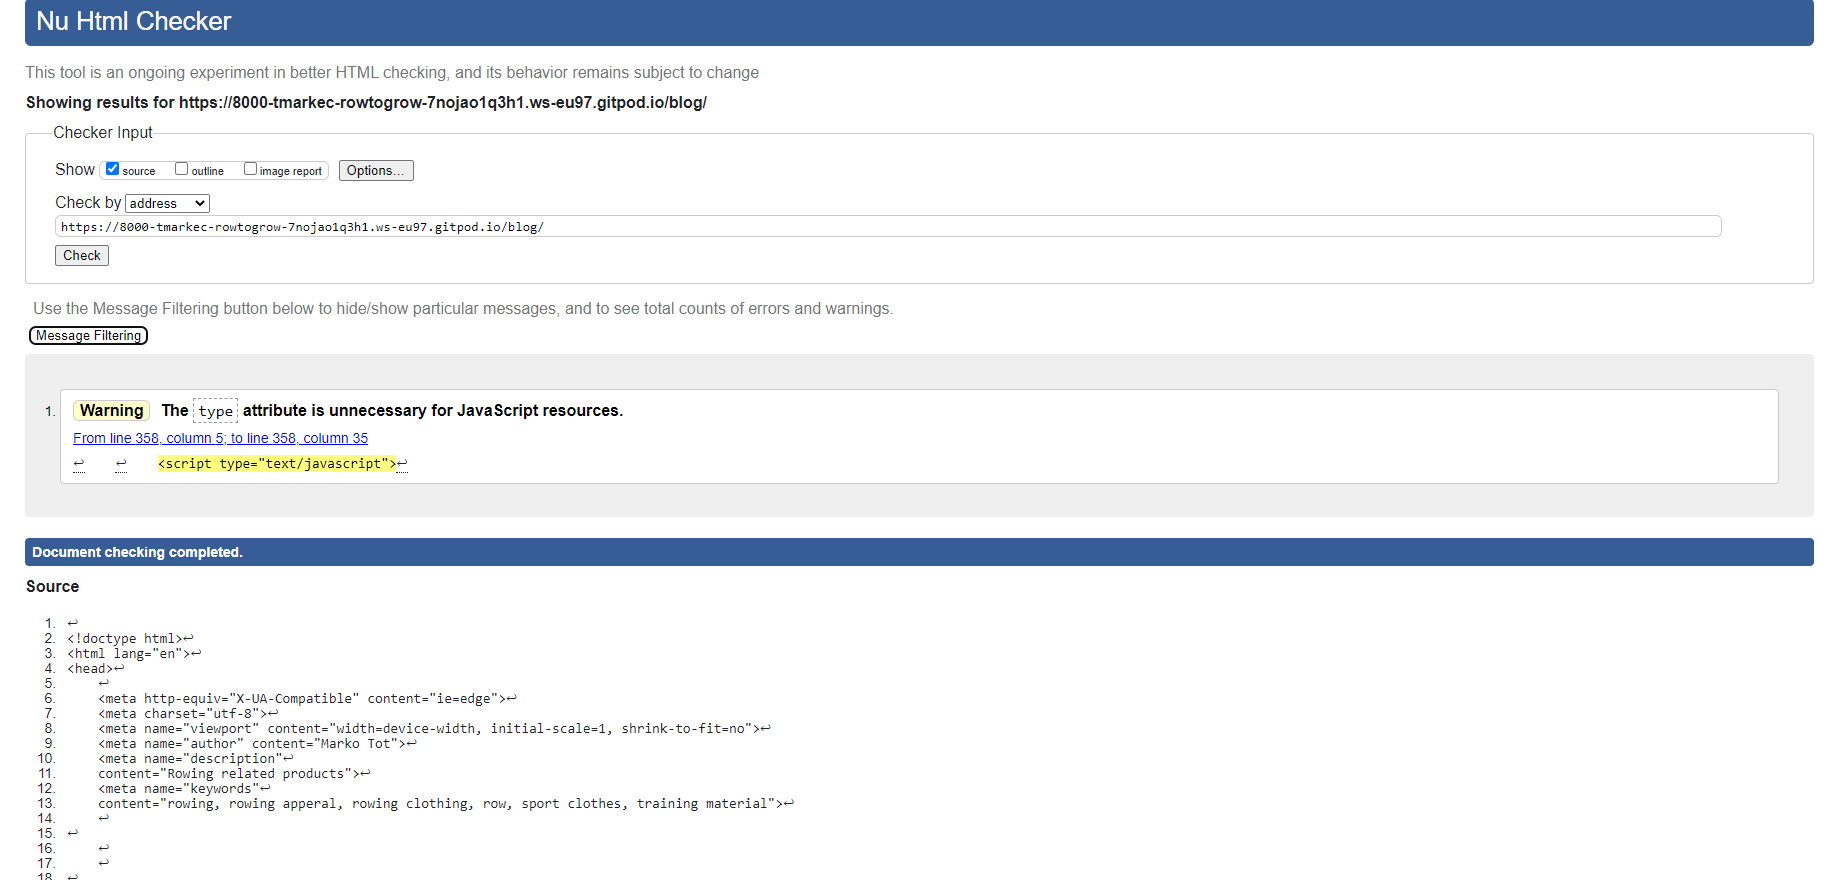 Nu Html Checker
This tool is an ongoing experiment in better HTML checking, and its behavior remains subject to change
Showing results for https://8000-tmarkec-rowtogrow-7nojao1q3h1.ws-eu97.gitpod.io/blog/
Checker Input
Show source outline image report Options...
Check by address
https://8000-tmarkec-rowtogrow-7nojao1q3h1.ws-eu97.gitpod.io/blog/
Check
Use the Message Filtering button below to hide/show particular messages, and to see total counts of errors and warnings.
Message Filtering
1. Warning The type attribute is unnecessary for JavaScript resources.
From line 358, column 5; to line 358, column 35
↩ ↩ <script type="text/javascript">↩
Document checking completed.
Source
1. ↩
2. <!doctype html>↩
3. <html lang="en">↩
4. <head>↩
5. ↩
6. <meta http-equiv="X-UA-Compatible" content="ie=edge">↩
7. <meta charset="utf-8">↩
8. <meta name="viewport" content="width=device-width, initial-scale=1, shrink-to-fit=no">↩
9. <meta name="author" content="Marko Tot">↩
10. <meta name="description"↩
11. content="Rowing related products">↩
12. <meta name="keywords"↩
13. content="rowing, rowing apperal, rowing clothing, row, sport clothes, training material">↩
14. ↩
15. ↩
16. ↩
17. ↩
18. ↩